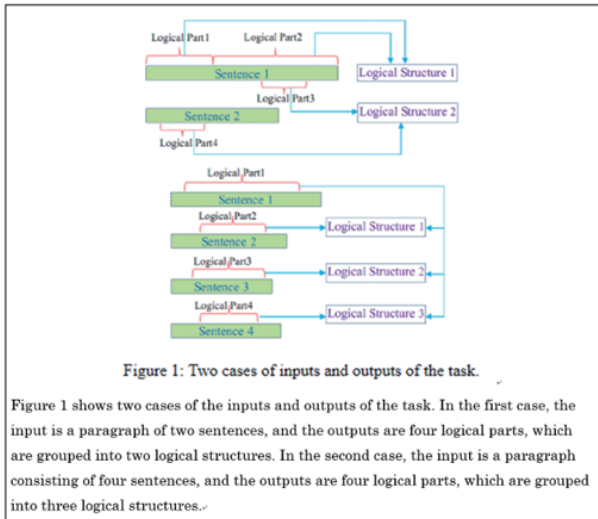 Logical Part1
Logical Part2
Sentence 1
Logical Structure 1
Logical Part3
Sentence 2
Logical Structure 2
Logical Part4
Logical Part1
Sentence 1
Logical Part2
Logical Structure 1
Sentence 2
Logical Part3
Logical Structure 2
Sentence 3
Logical Part4
Logical Structure 3
Sentence 4
Figure 1: Two cases of inputs and outputs of the task.
Figure 1 shows two cases of the inputs and outputs of the task. In the first case, the
input is a paragraph of two sentences, and the outputs are four logical parts, which
are grouped into two logical structures. In the second case, the input is a paragraph
consisting of four sentences, and the outputs are four logical parts, which are grouped
into three logical structures.